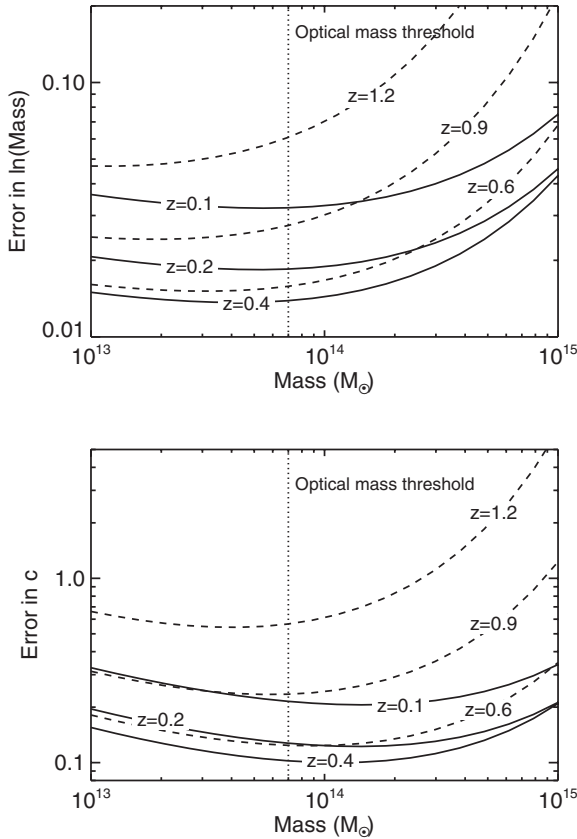 Optical mass threshold
0.10
z=1.2
z=0.9
Error in ln(Mass)
z=0.6
z=0.1
z=0.2
z=0.4
0.01
10¹³
10¹⁴
10¹⁵
Mass (M☉)
Optical mass threshold
z=1.2
1.0
Error in c
z=0.9
z=0.1
z=0.6
z=0.2
z=0.4
0.1
10¹³
10¹⁴
10¹⁵
Mass (M☉)